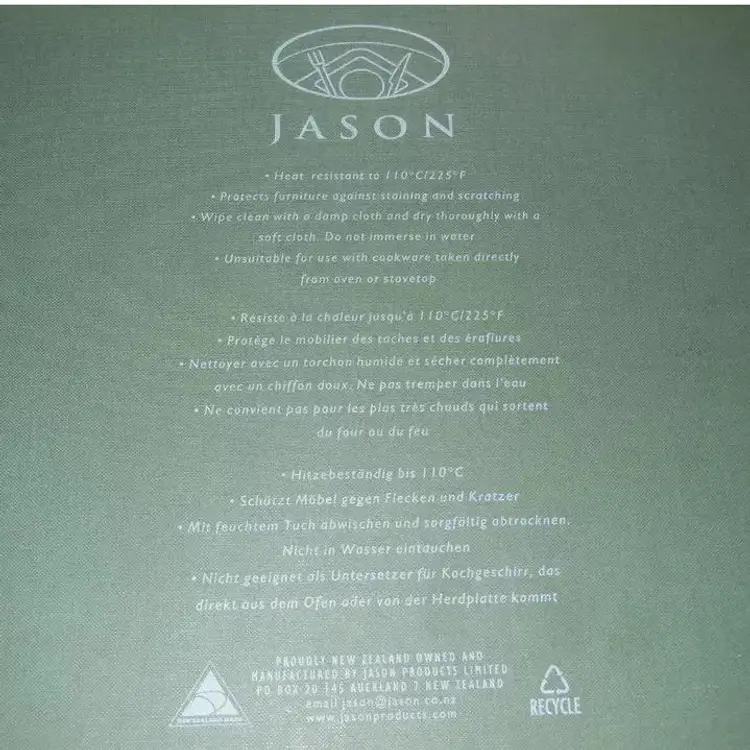 JASON
• Heat resistant to 110°C/225°F
• Protects furniture against staining and scratching
• Wipe clean with a damp cloth and dry thoroughly with a
soft cloth. Do not immerse in water
• Unsuitable for use with cookware taken directly
from oven or stovetop
• Résiste à la chaleur jusqu'à 110°C/225°F
• Protège le mobilier des taches et des éraflures
• Nettoyer avec un torchon humide et sécher complètement
avec un chiffon doux. Ne pas tremper dans l'eau
• Ne convient pas pour les plas très chauds qui sortent
du four ou du feu
• Hitzebeständig bis 110°C
• Schützt Möbel gegen Flecken und Kratzer
• Mit feuchtem Tuch abwischen und sorgfältig abtrocknen.
Nicht in Wasser eintauchen
• Nicht geeignet als Untersetzer für Kochgeschirr, das
direkt aus dem Ofen oder von der Herdplatte kommt
PROUDLY NEW ZEALAND OWNED AND
MANUFACTURED BY JASON PRODUCTS LIMITED
PO BOX 20 145 AUCKLAND 7 NEW ZEALAND
email jason@jason.co.nz
www.jasonproducts.com
NEW ZEALAND MADE
RECYCLE